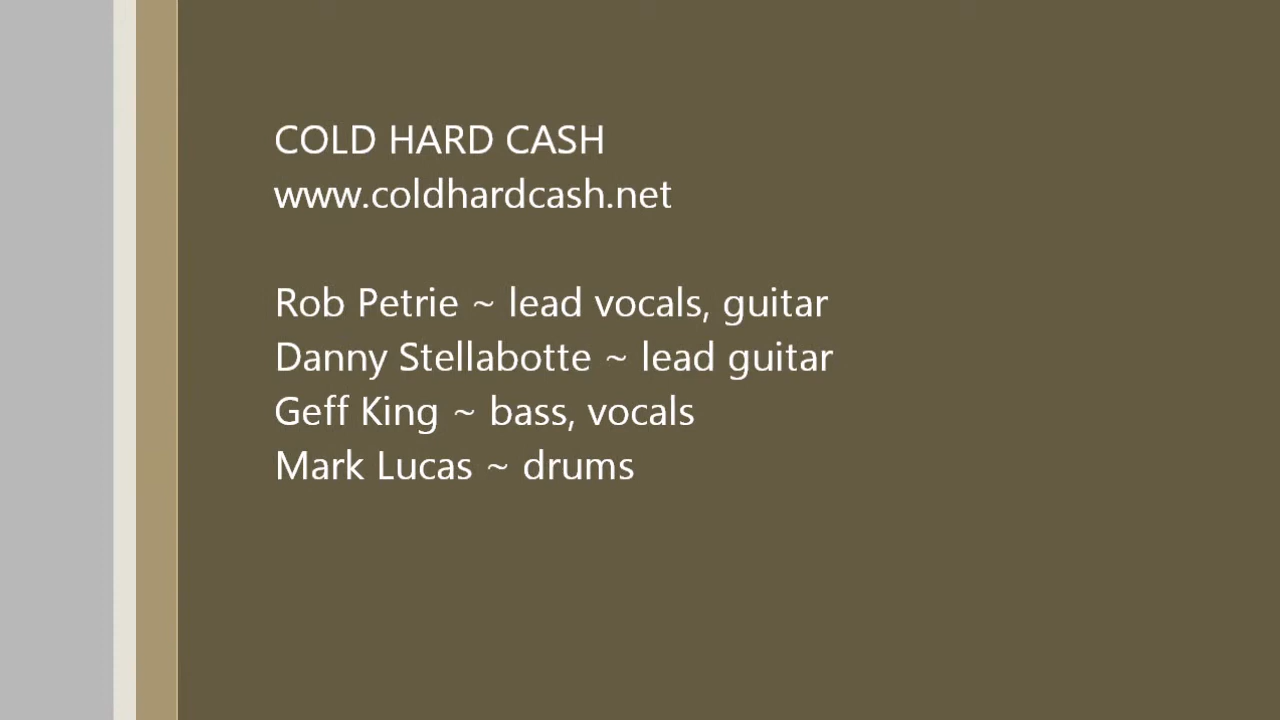 COLD HARD CASH
www.coldhardcash.net
Rob Petrie ~ lead vocals, guitar
Danny Stellabotte ~ lead guitar
Geff King ~ bass, vocals
Mark Lucas ~ drums